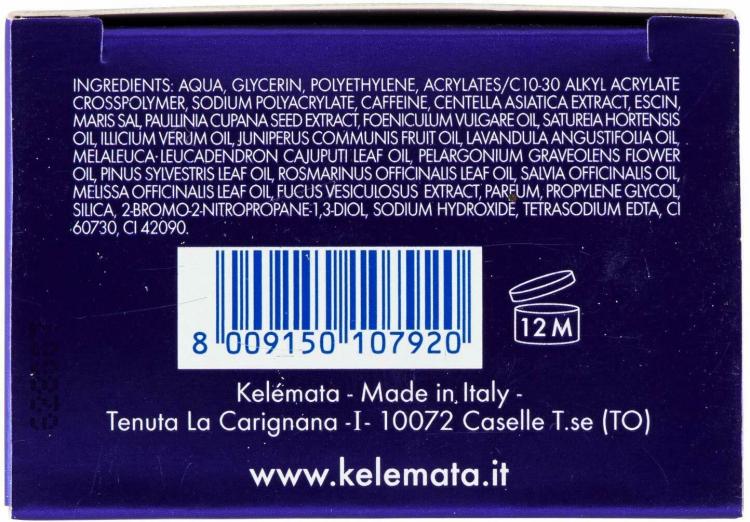 INGREDIENTS: AQUA, GLYCERIN, POLYETHYLENE, ACRYLATES/C10-30 ALKYL ACRYLATE
CROSSPOLYMER, SODIUM POLYACRYLATE, CAFFEINE, CENTELLA ASIATICA EXTRACT, ESCIN,
MARIS SAL, PAULLINIA CUPANA SEED EXTRACT, FOENICULUM VULGARE OIL, SATUREIA HORTENSIS
OIL, ILLICIUM VERUM OIL, JUNIPERUS COMMUNIS FRUIT OIL, LAVANDULA ANGUSTIFOLIA OIL,
MELALEUCA-LEUCADENDRON CAJUPUTI LEAF OIL, PELARGONIUM GRAVEOLENS FLOWER
OIL, PINUS SYLVESTRIS LEAF OIL, ROSMARINUS OFFICINALIS LEAF OIL, SALVIA OFFICINALIS OIL,
MELISSA OFFICINALIS LEAF OIL, FUCUS VESICULOSUS EXTRACT, PARFUM, PROPYLENE GLYCOL,
SILICA, 2-BROMO-2-NITROPROPANE-1,3-DIOL, SODIUM HYDROXIDE, TETRASODIUM EDTA, CI
60730, CI 42090.
8 009150 107920
12 M
Kelémata - Made in Italy -
Tenuta La Carignana -I- 10072 Caselle T.se (TO)
www.kelemata.it